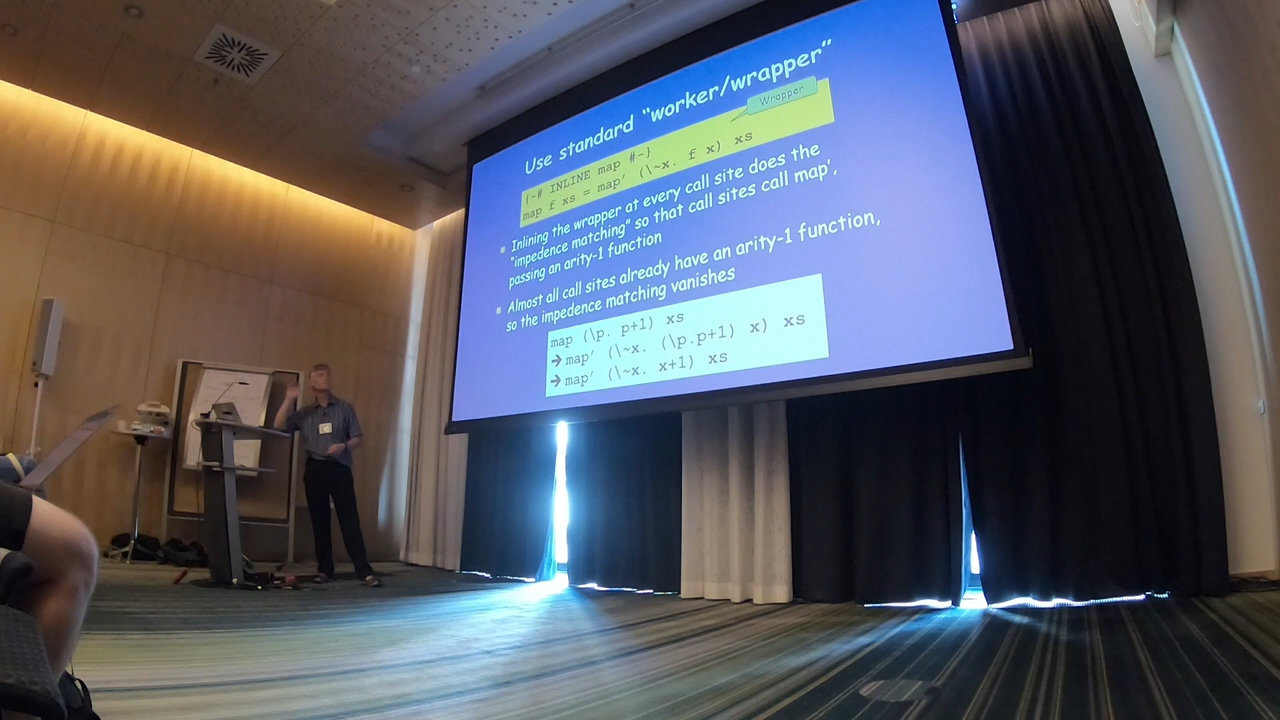 Use standard "worker/wrapper"
Wrapper
{-# INLINE map #-}
map f xs = map' (\~x. f x) xs
Inlining the wrapper at every call site does the
"impedence matching" so that call sites call map',
passing an arity-1 function
Almost all call sites already have an arity-1 function,
so the impedence matching vanishes
map (\p. p+1) xs
➔ map' (\~x. (\p.p+1) x) xs
➔ map' (\~x. x+1) xs